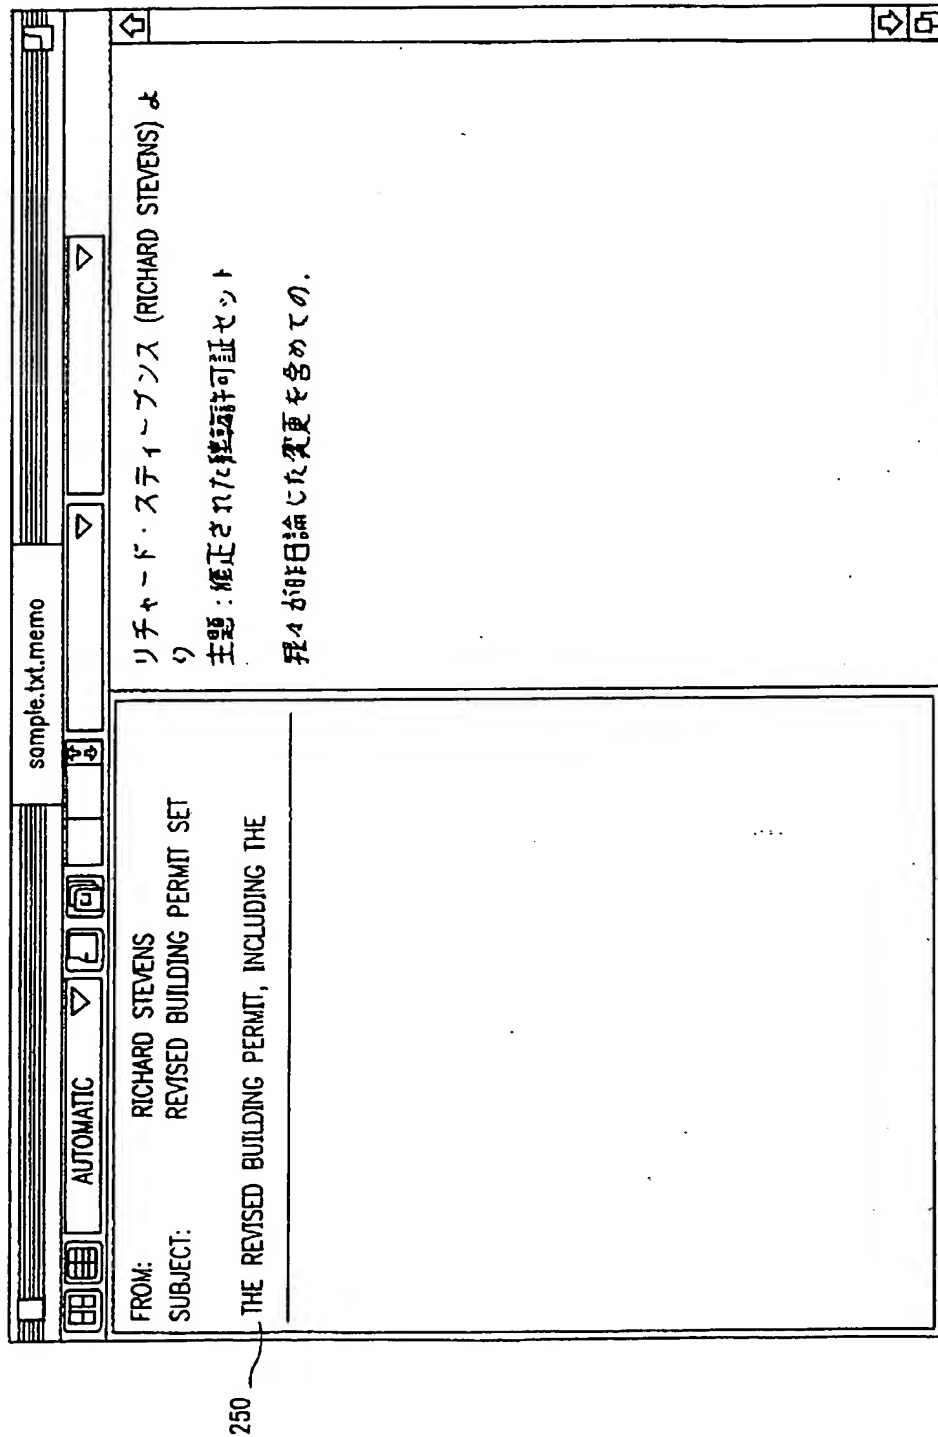 sample.txt.memo
AUTOMATIC
FROM: RICHARD STEVENS
SUBJECT: REVISED BUILDING PERMIT SET
THE REVISED BUILDING PERMIT, INCLUDING THE
250
リチャード・スティーブンス (RICHARD STEVENS) よ
り
主題:修正された建築許可証セット
我々が昨日論じた変更を含めての.